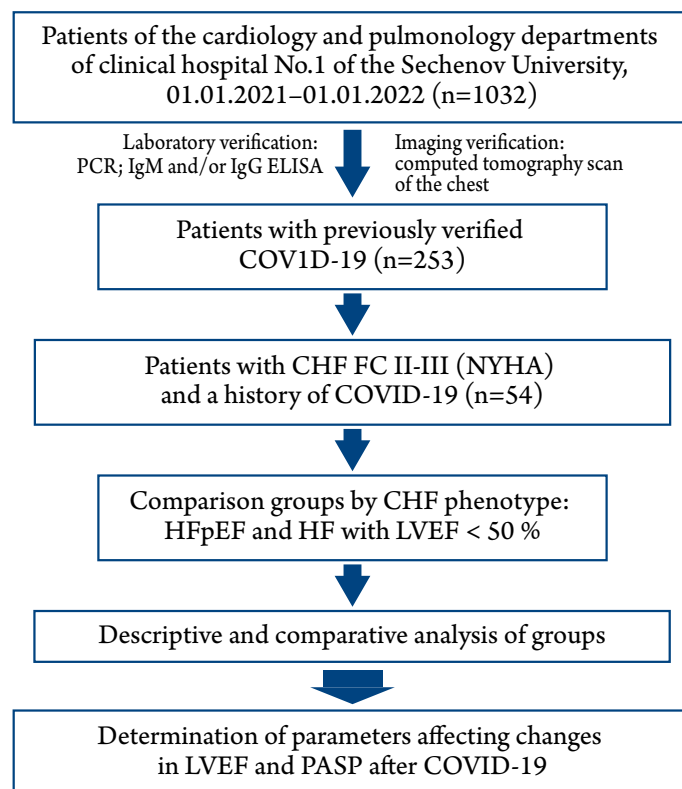 Patients of the cardiology and pulmonology departments
of clinical hospital No.1 of the Sechenov University,
01.01.2021–01.01.2022 (n=1032)
Laboratory verification:
PCR; IgM and/or IgG ELISA
Imaging verification:
computed tomography scan
of the chest
Patients with previously verified
COV1D-19 (n=253)
Patients with CHF FC II-III (NYHA)
and a history of COVID-19 (n=54)
Comparison groups by CHF phenotype:
HFpEF and HF with LVEF < 50 %
Descriptive and comparative analysis of groups
Determination of parameters affecting changes
in LVEF and PASP after COVID-19